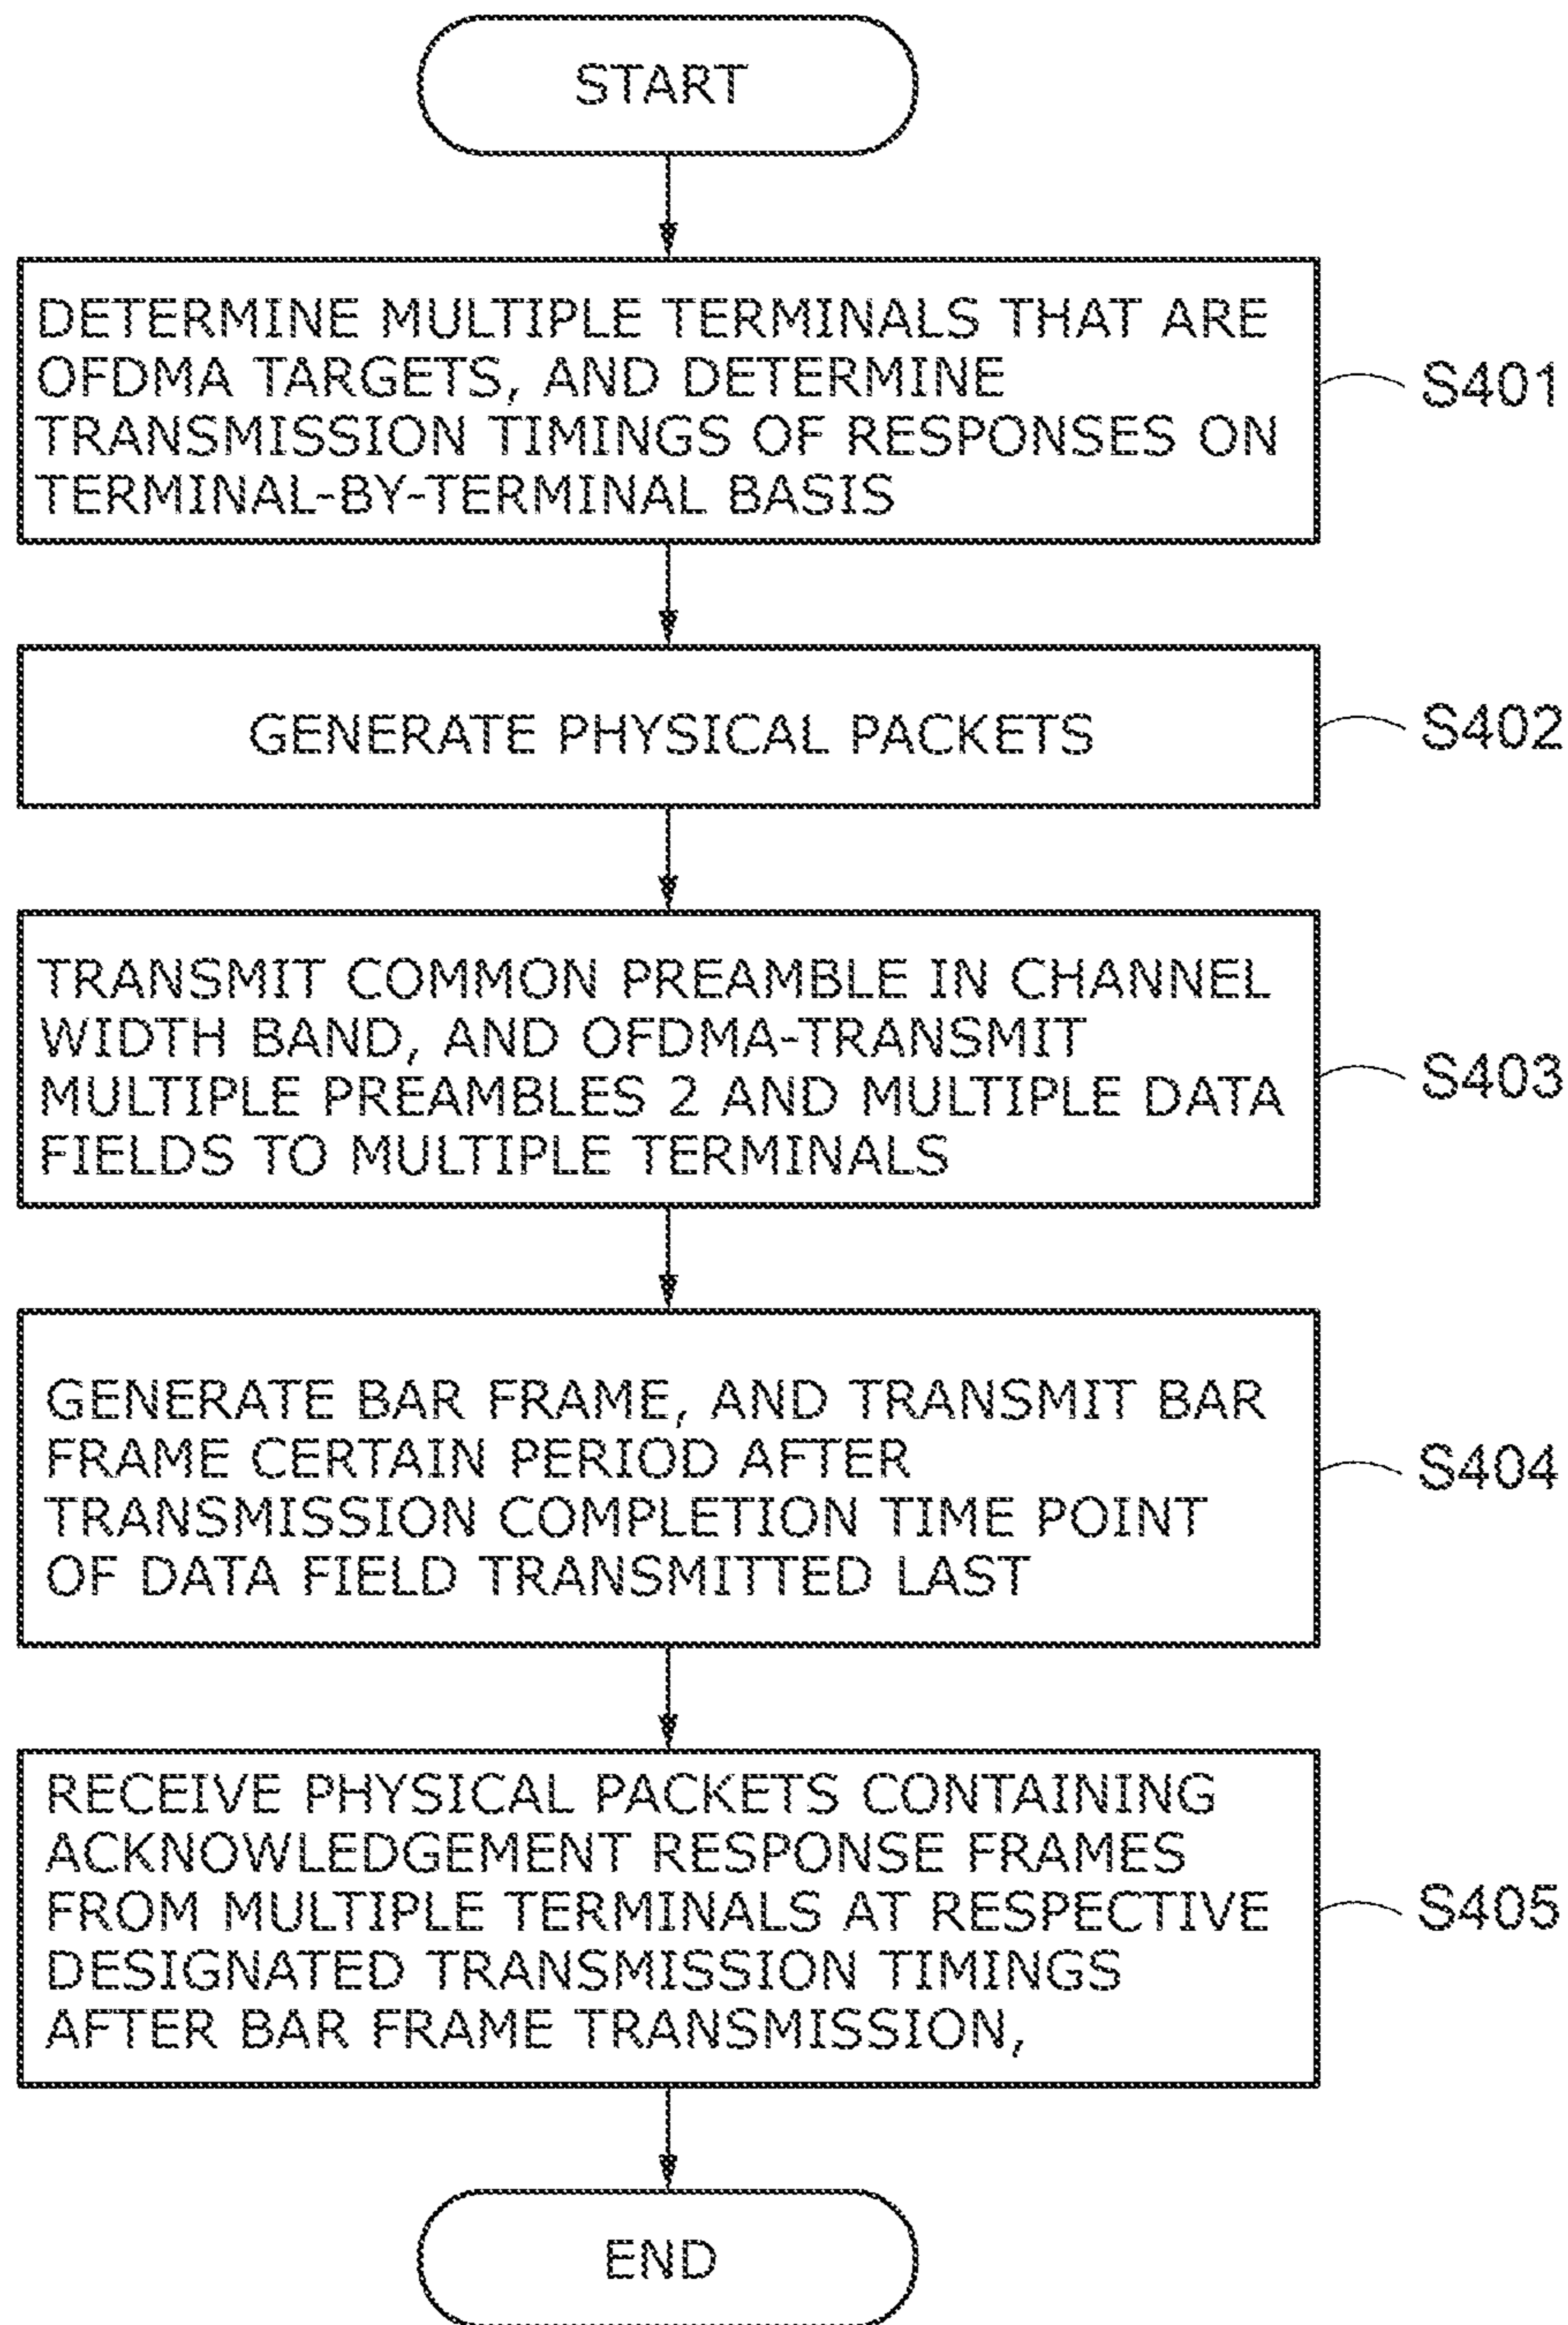 START
DETERMINE MULTIPLE TERMINALS THAT ARE
OFDMA TARGETS, AND DETERMINE
TRANSMISSION TIMINGS OF RESPONSES ON
TERMINAL-BY-TERMINAL BASIS
S401
GENERATE PHYSICAL PACKETS
S402
TRANSMIT COMMON PREAMBLE IN CHANNEL
WIDTH BAND, AND OFDMA-TRANSMIT
MULTIPLE PREAMBLES 2 AND MULTIPLE DATA
FIELDS TO MULTIPLE TERMINALS
S403
GENERATE BAR FRAME, AND TRANSMIT BAR
FRAME CERTAIN PERIOD AFTER
TRANSMISSION COMPLETION TIME POINT
OF DATA FIELD TRANSMITTED LAST
S404
RECEIVE PHYSICAL PACKETS CONTAINING
ACKNOWLEDGEMENT RESPONSE FRAMES
FROM MULTIPLE TERMINALS AT RESPECTIVE
DESIGNATED TRANSMISSION TIMINGS
AFTER BAR FRAME TRANSMISSION,
S405
END